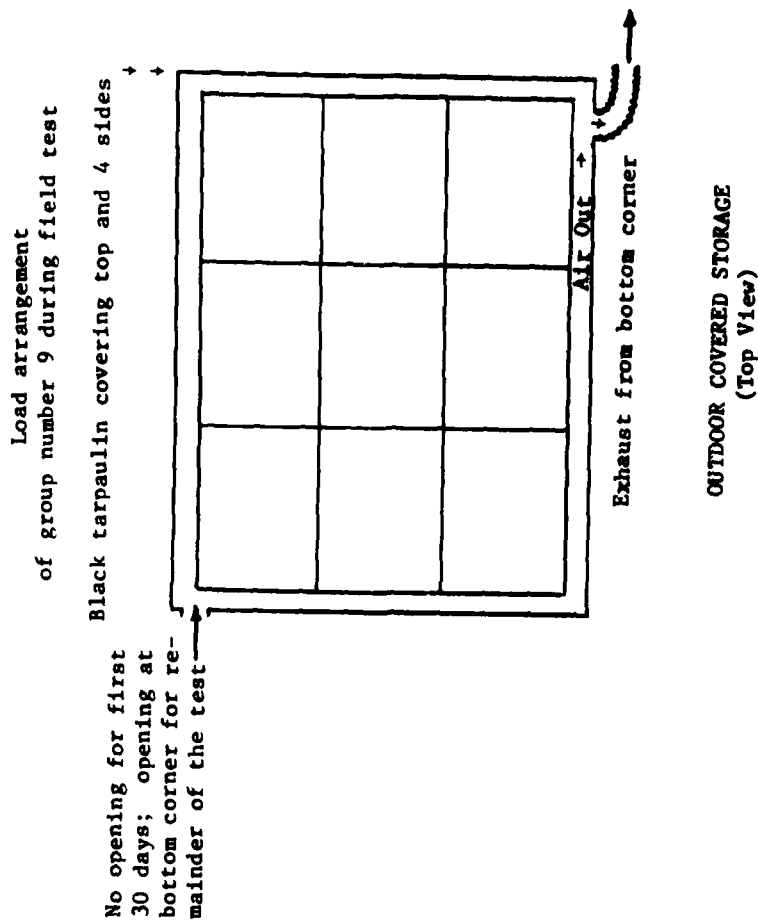 Load arrangement
of group number 9 during field test
Black tarpaulin covering top and 4 sides
No opening for first
30 days; opening at
bottom corner for re-
mainder of the test
Air Out
Exhaust from bottom corner
OUTDOOR COVERED STORAGE
(Top View)